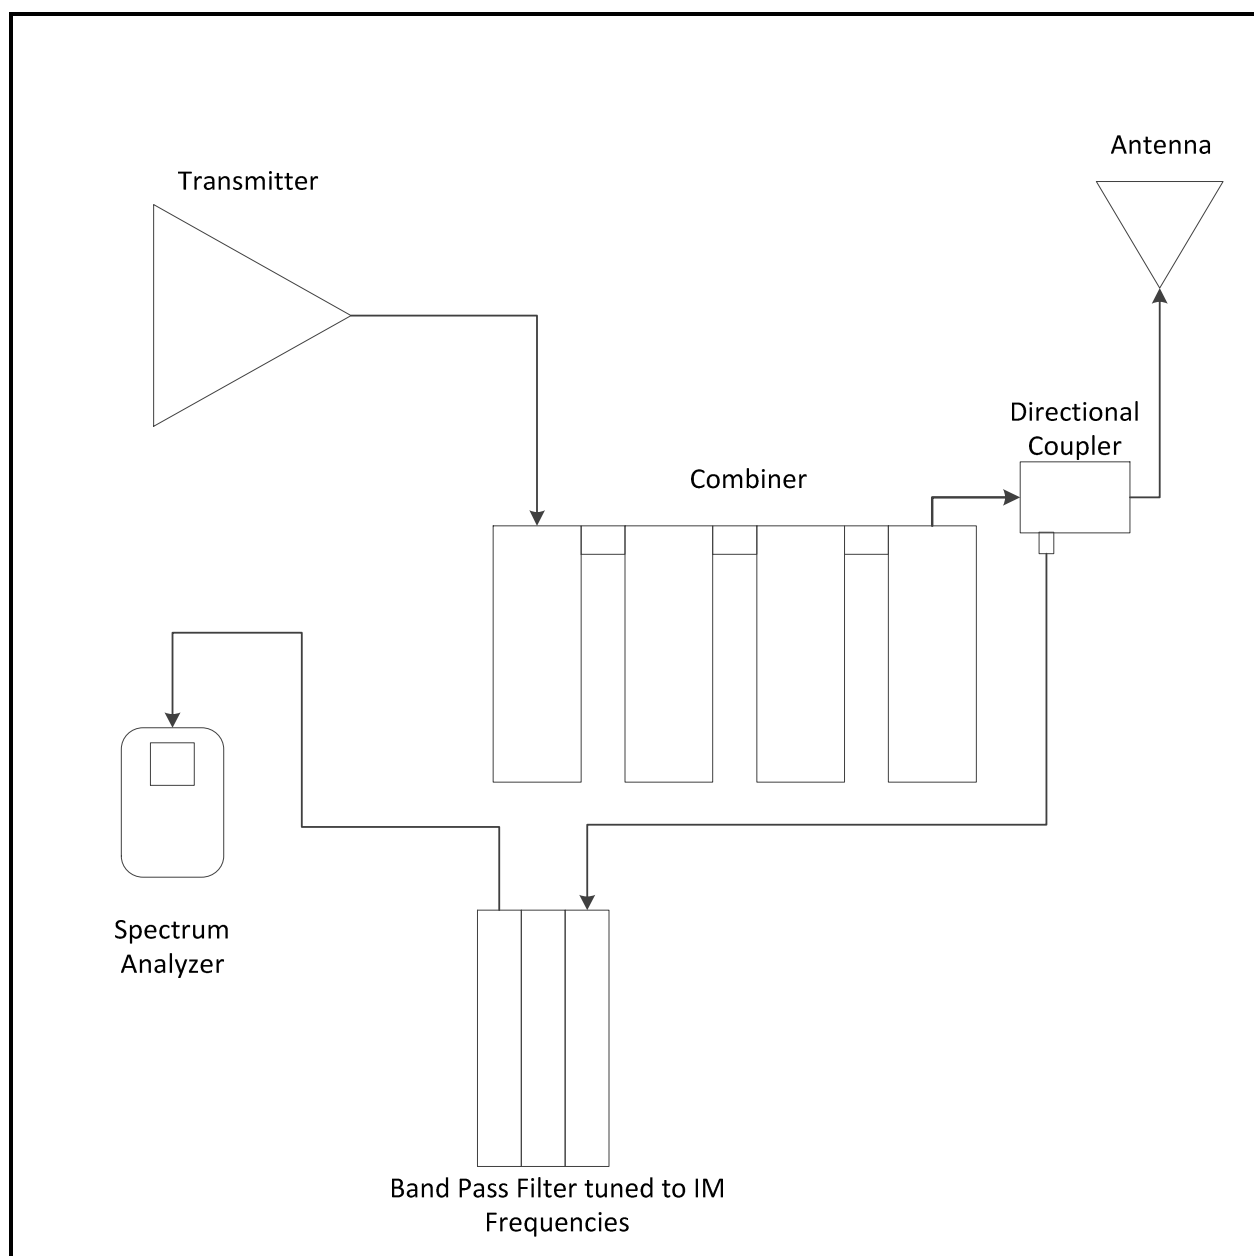 Antenna
Transmitter
Directional
Coupler
Combiner
Spectrum
Analyzer
Band Pass Filter tuned to IM
Frequencies